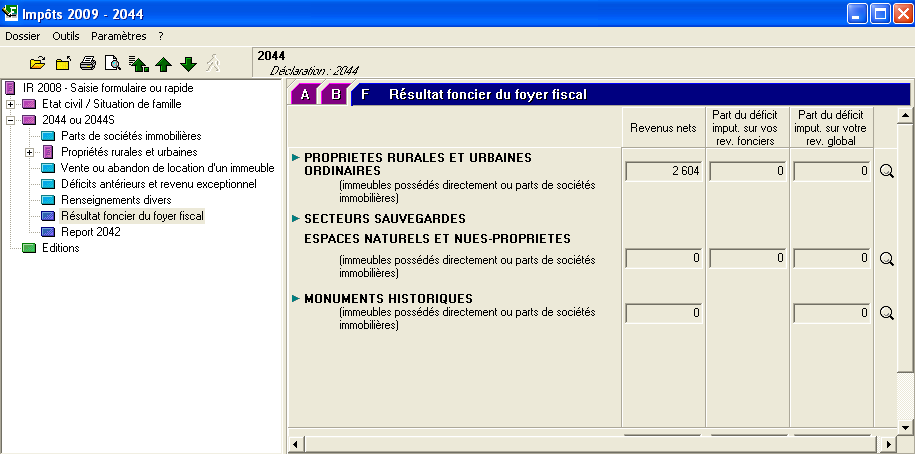 Impôts 2009 - 2044
Dossier Outils Paramètres ?
2044
Déclaration : 2044
IR 2008 - Saisie formulaire ou rapide
Etat civil / Situation de famille
2044 ou 2044S
Parts de sociétés immobilières
Propriétés rurales et urbaines
Vente ou abandon de location d'un immeuble
Déficits antérieurs et revenu exceptionnel
Renseignements divers
Résultat foncier du foyer fiscal
Report 2042
Editions
A B F Résultat foncier du foyer fiscal
Revenus nets
Part du déficit
imput. sur vos
rev. fonciers
Part du déficit
imput. sur votre
rev. global
PROPRIETES RURALES ET URBAINES
ORDINAIRES
2 604 0 0
(immeubles possédés directement ou parts de sociétés
immobilières)
SECTEURS SAUVEGARDES
ESPACES NATURELS ET NUES-PROPRIETES
(immeubles possédés directement ou parts de sociétés
immobilières)
0 0 0
MONUMENTS HISTORIQUES
(immeubles possédés directement ou parts de sociétés
immobilières)
0 0